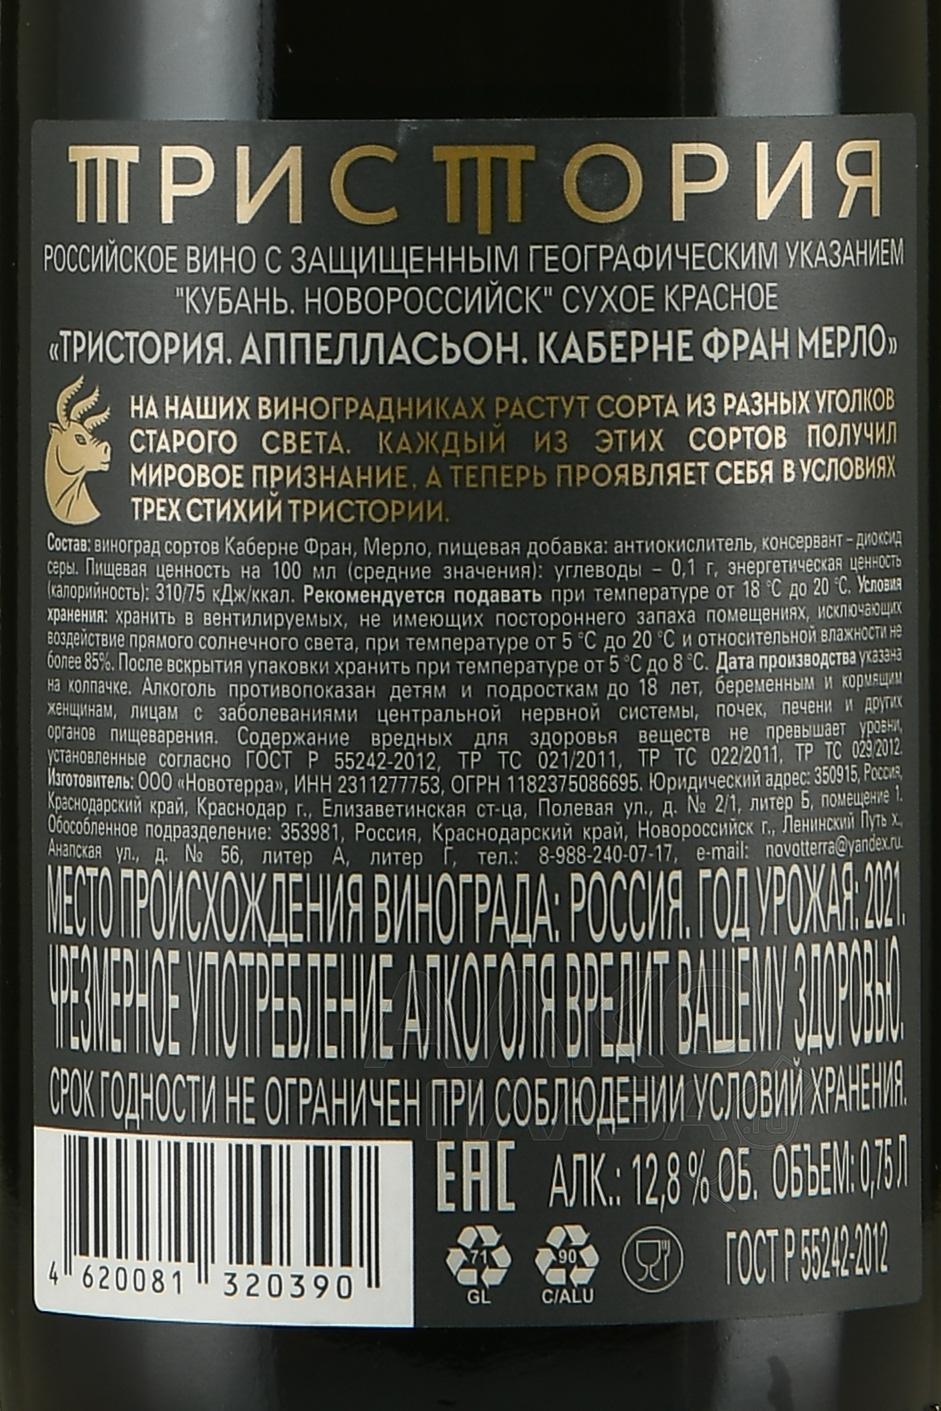 ТРИСТОРИЯ
РОССИЙСКОЕ ВИНО С ЗАЩИЩЕННЫМ ГЕОГРАФИЧЕСКИМ УКАЗАНИЕМ
"КУБАНЬ. НОВОРОССИЙСК" СУХОЕ КРАСНОЕ
«ТРИСТОРИЯ. АППЕЛЛАСЬОН. КАБЕРНЕ ФРАН МЕРЛО»
НА НАШИХ ВИНОГРАДНИКАХ РАСТУТ СОРТА ИЗ РАЗНЫХ УГОЛКОВ
СТАРОГО СВЕТА. КАЖДЫЙ ИЗ ЭТИХ СОРТОВ ПОЛУЧИЛ
МИРОВОЕ ПРИЗНАНИЕ, А ТЕПЕРЬ ПРОЯВЛЯЕТ СЕБЯ В УСЛОВИЯХ
ТРЕХ СТИХИЙ ТРИСТОРИИ.
Состав: виноград сортов Каберне Фран, Мерло, пищевая добавка: антиокислитель, консервант – диоксид
серы. Пищевая ценность на 100 мл (средние значения): углеводы – 0,1 г, энергетическая ценность
(калорийность): 310/75 кДж/ккал. Рекомендуется подавать при температуре от 18 °С до 20 °С. Условия
хранения: хранить в вентилируемых, не имеющих постороннего запаха помещениях, исключающих
воздействие прямого солнечного света, при температуре от 5 °С до 20 °С и относительной влажности не
более 85%. После вскрытия упаковки хранить при температуре от 5 °С до 8 °С. Дата производства указана
на колпачке. Алкоголь противопоказан детям и подросткам до 18 лет, беременным и кормящим
женщинам, лицам с заболеваниями центральной нервной системы, почек, печени и других
органов пищеварения. Содержание вредных для здоровья веществ не превышает уровни,
установленные согласно ГОСТ Р 55242-2012, ТР ТС 021/2011, ТР ТС 022/2011, ТР ТС 029/2012.
Изготовитель: ООО «Новотерра», ИНН 2311277753, ОГРН 1182375086695. Юридический адрес: 350915, Россия,
Краснодарский край, Краснодар г., Елизаветинская ст-ца, Полевая ул., д. № 2/1, литер Б, помещение 1.
Обособленное подразделение: 353981, Россия, Краснодарский край, Новороссийск г., Ленинский Путь х.,
Анапская ул., д. № 56, литер А, литер Г, тел.: 8-988-240-07-17, e-mail: novotterra@yandex.ru.
МЕСТО ПРОИСХОЖДЕНИЯ ВИНОГРАДА: РОССИЯ. ГОД УРОЖАЯ: 2021.
ЧРЕЗМЕРНОЕ УПОТРЕБЛЕНИЕ АЛКОГОЛЯ ВРЕДИТ ВАШЕМУ ЗДОРОВЬЮ.
СРОК ГОДНОСТИ НЕ ОГРАНИЧЕН ПРИ СОБЛЮДЕНИИ УСЛОВИЙ ХРАНЕНИЯ.
ЕАС АЛК.: 12,8 % ОБ. ОБЪЕМ: 0,75 Л
71 90 ГОСТ Р 55242-2012
GL C/ALU
4 620081 320390
АЛКО
ПЛАЗА.ru